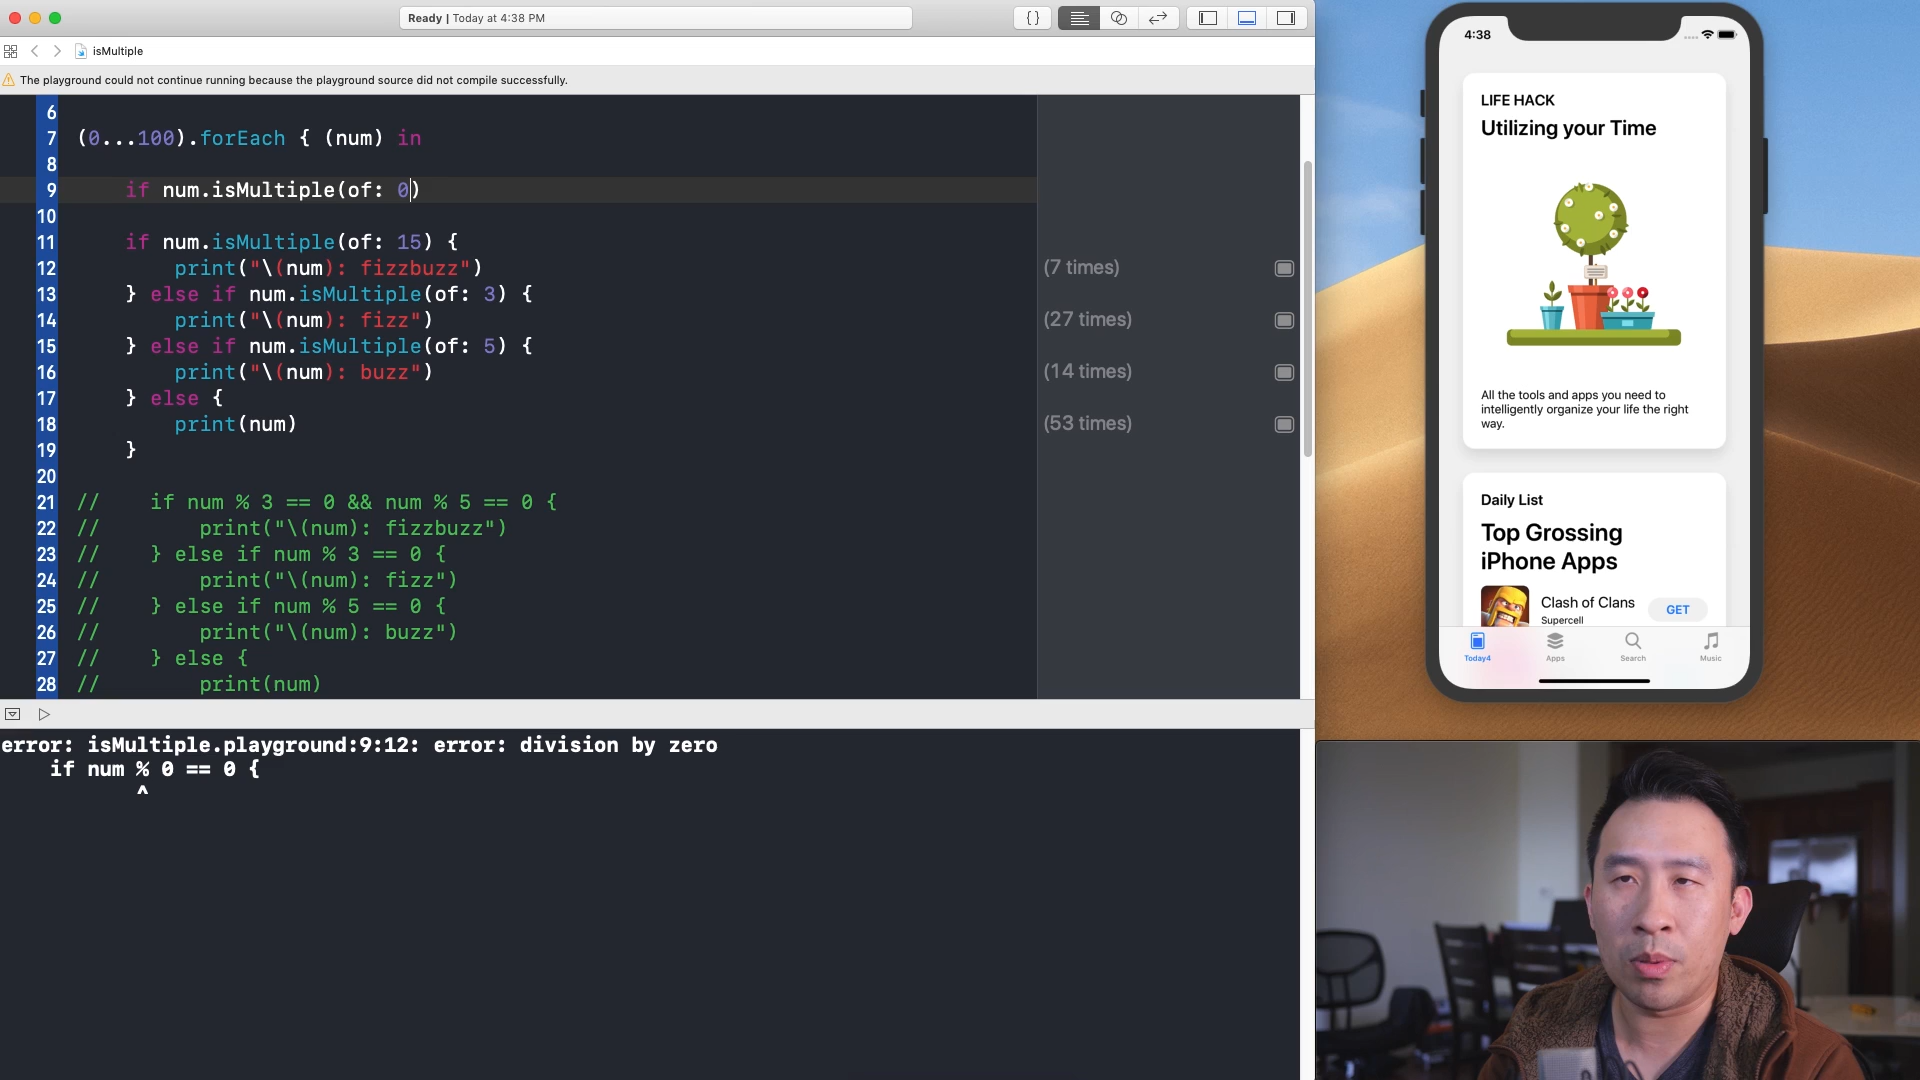 Ready | Today at 4:38 PM
isMultiple
The playground could not continue running because the playground source did not compile successfully.
6
7 (0...100).forEach { (num) in
8
9 if num.isMultiple(of: 0)
10
11 if num.isMultiple(of: 15) {
12 print("\(num): fizzbuzz")
13 } else if num.isMultiple(of: 3) {
14 print("\(num): fizz")
15 } else if num.isMultiple(of: 5) {
16 print("\(num): buzz")
17 } else {
18 print(num)
19 }
20
21 // if num % 3 == 0 && num % 5 == 0 {
22 // print("\(num): fizzbuzz")
23 // } else if num % 3 == 0 {
24 // print("\(num): fizz")
25 // } else if num % 5 == 0 {
26 // print("\(num): buzz")
27 // } else {
28 // print(num)
(7 times)
(27 times)
(14 times)
(53 times)
error: isMultiple.playground:9:12: error: division by zero
if num % 0 == 0 {
^
4:38
LIFE HACK
Utilizing your Time
All the tools and apps you need to
intelligently organize your life the right
way.
Daily List
Top Grossing
iPhone Apps
Clash of Clans
Supercell
GET
Today4
Apps
Search
Music